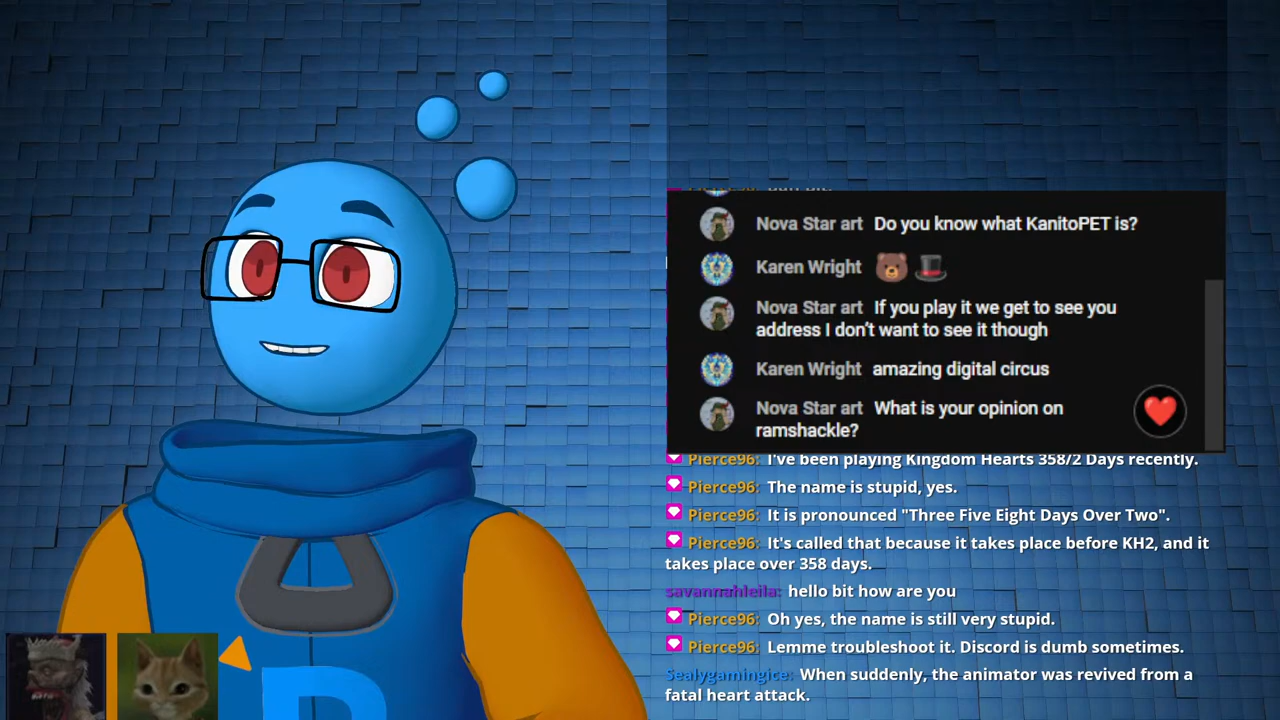 Nova Star art Do you know what KanitoPET is?
Karen Wright 🐻🎩
Nova Star art If you play it we get to see you
address I don't want to see it though
Karen Wright amazing digital circus
Nova Star art What is your opinion on
ramshackle?
Pierce96: I've been playing Kingdom Hearts 358/2 Days recently.
Pierce96: The name is stupid, yes.
Pierce96: It is pronounced "Three Five Eight Days Over Two".
Pierce96: It's called that because it takes place before KH2, and it
takes place over 358 days.
savannahleila: hello bit how are you
Pierce96: Oh yes, the name is still very stupid.
Pierce96: Lemme troubleshoot it. Discord is dumb sometimes.
Sealygamingice: When suddenly, the animator was revived from a
fatal heart attack.